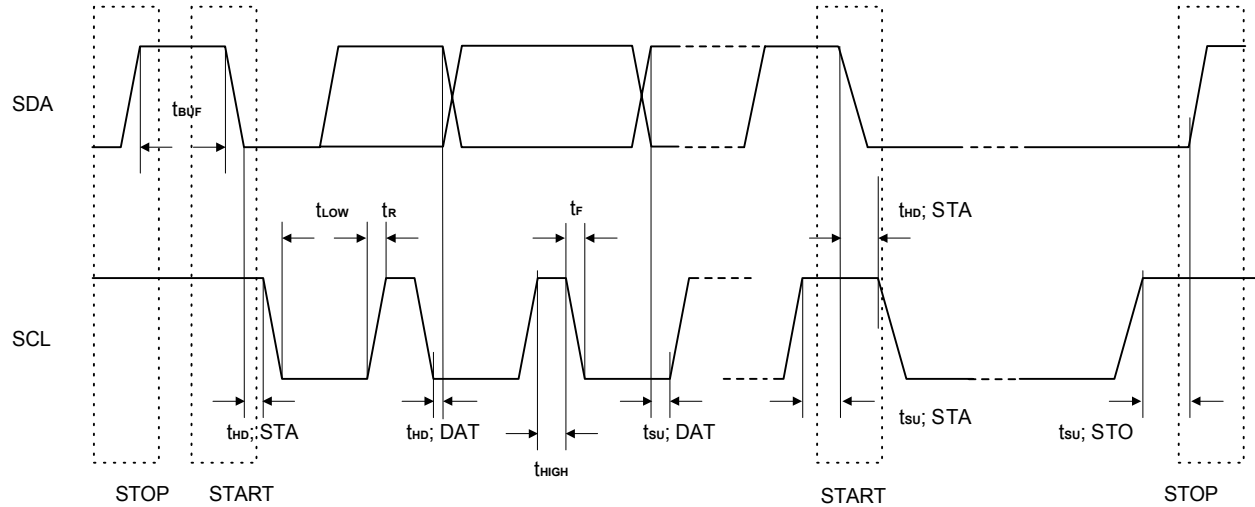 SDA
tBUF
tLOW
tR
tF
tHD; STA
SCL
tHD; STA
tHD; DAT
tHIGH
tSU; DAT
tSU; STA
tSU; STO
STOP
START
START
STOP